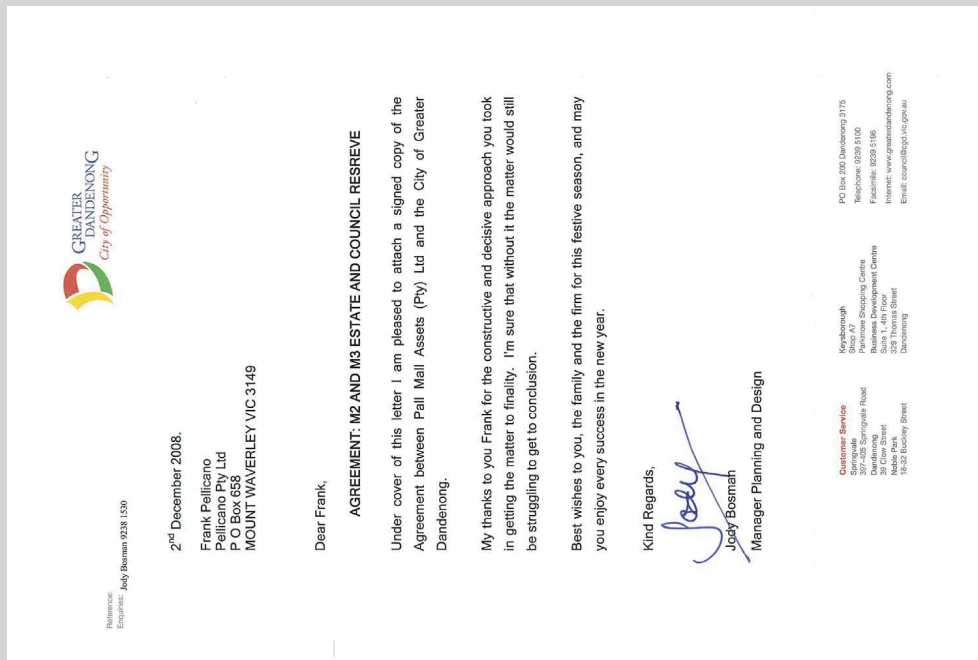 GREATER
DANDENONG
City of Opportunity
Reference:
Enquiries: Jody Bosman 9238 1530
2nd December 2008.
Frank Pellicano
Pellicano Pty Ltd
P O Box 658
MOUNT WAVERLEY VIC 3149
Dear Frank,
AGREEMENT: M2 AND M3 ESTATE AND COUNCIL RESREVE
Under cover of this letter I am pleased to attach a signed copy of the
Agreement between Pall Mall Assets (Pty) Ltd and the City of Greater
Dandenong.
My thanks to you Frank for the constructive and decisive approach you took
in getting the matter to finality. I'm sure that without it the matter would still
be struggling to get to conclusion.
Best wishes to you, the family and the firm for this festive season, and may
you enjoy every success in the new year.
Kind Regards,
Jody
Jody Bosman
Manager Planning and Design
Customer Service
Springvale
397-405 Springvale Road
Dandenong
39 Clow Street
Noble Park
18-32 Buckley Street
Keysborough
Shop A7
Parkmore Shopping Centre
Business Development Centre
Suite 1, 4th Floor
329 Thomas Street
Dandenong
PO Box 200 Dandenong 3175
Telephone: 9239 5100
Facsimile: 9239 5196
Internet: www.greaterdandenong.com
Email: council@cgd.vic.gov.au